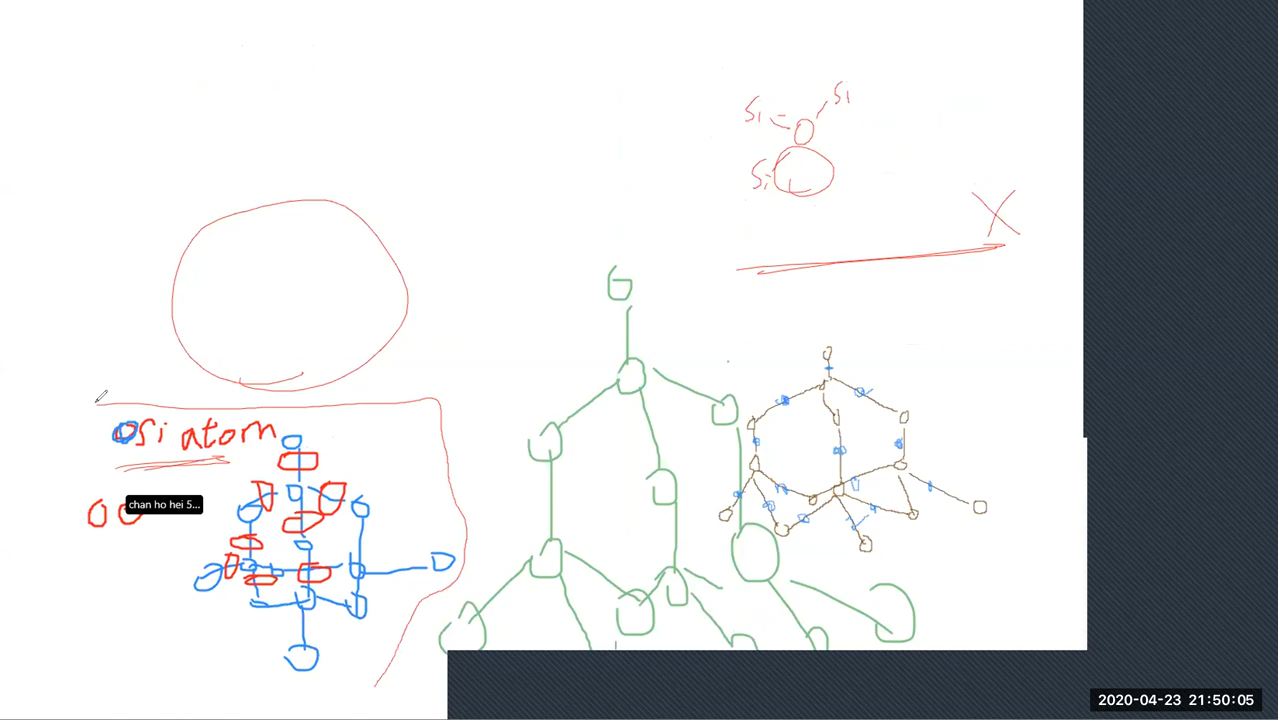 Si Si
Si
X
Si atom
chan ho hei 5...
2020-04-23 21:50:05